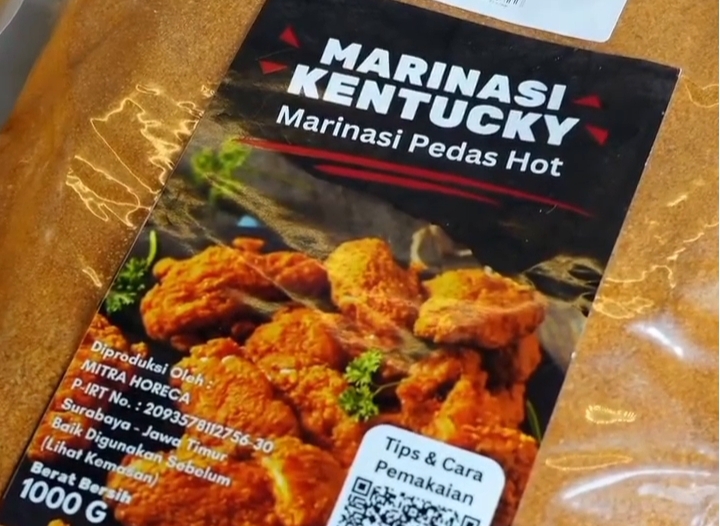 MARINASI
KENTUCKY
Marinasi Pedas Hot
Diproduksi Oleh :
MITRA HORECA
P-IRT No. : 2093578112756-30
Surabaya - Jawa Timur
Baik Digunakan Sebelum
(Lihat Kemasan)
Berat Bersih
1000 G
Tips & Cara
Pemakaian